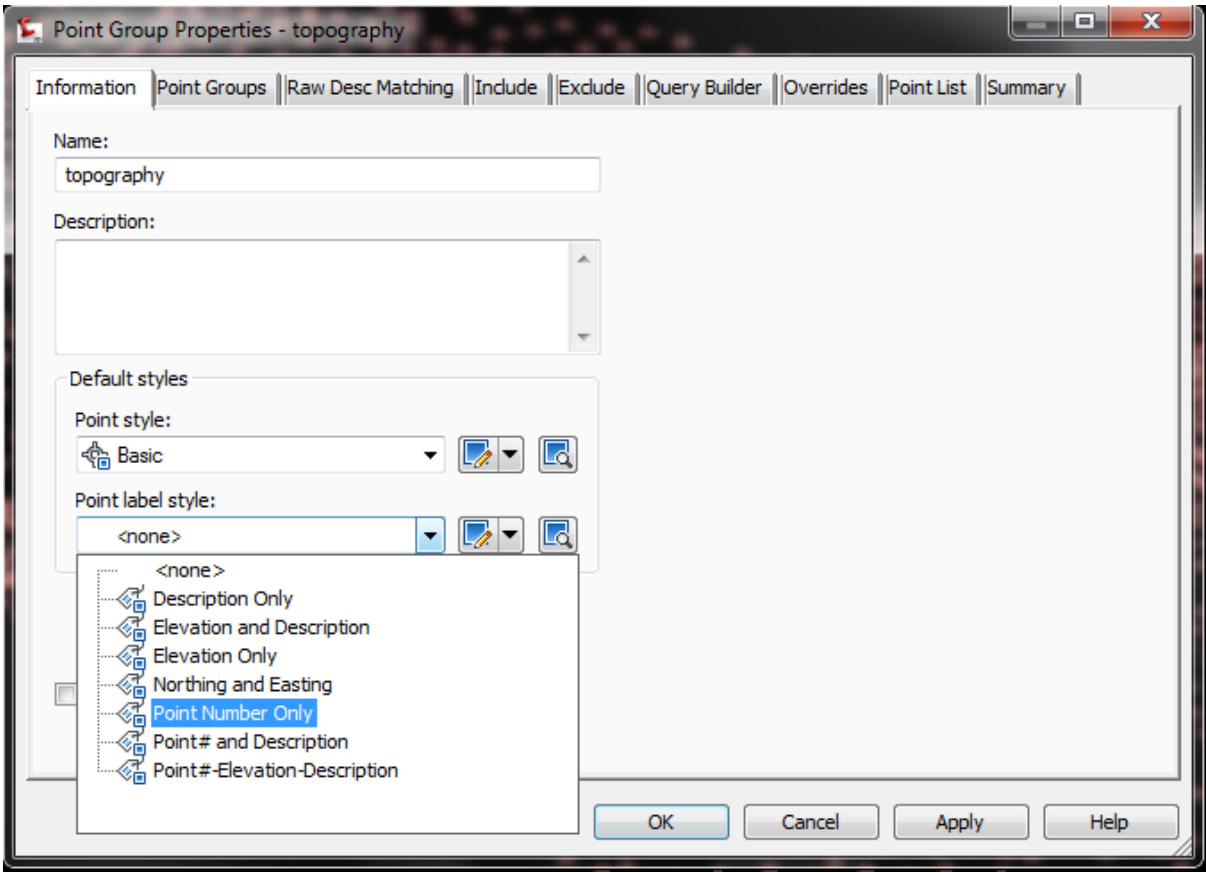 Point Group Properties - topography
Information Point Groups Raw Desc Matching Include Exclude Query Builder Overrides Point List Summary
Name:
topography
Description:
Default styles
Point style:
Basic
Point label style:
<none>
<none>
Description Only
Elevation and Description
Elevation Only
Northing and Easting
Point Number Only
Point# and Description
Point#-Elevation-Description
OK Cancel Apply Help